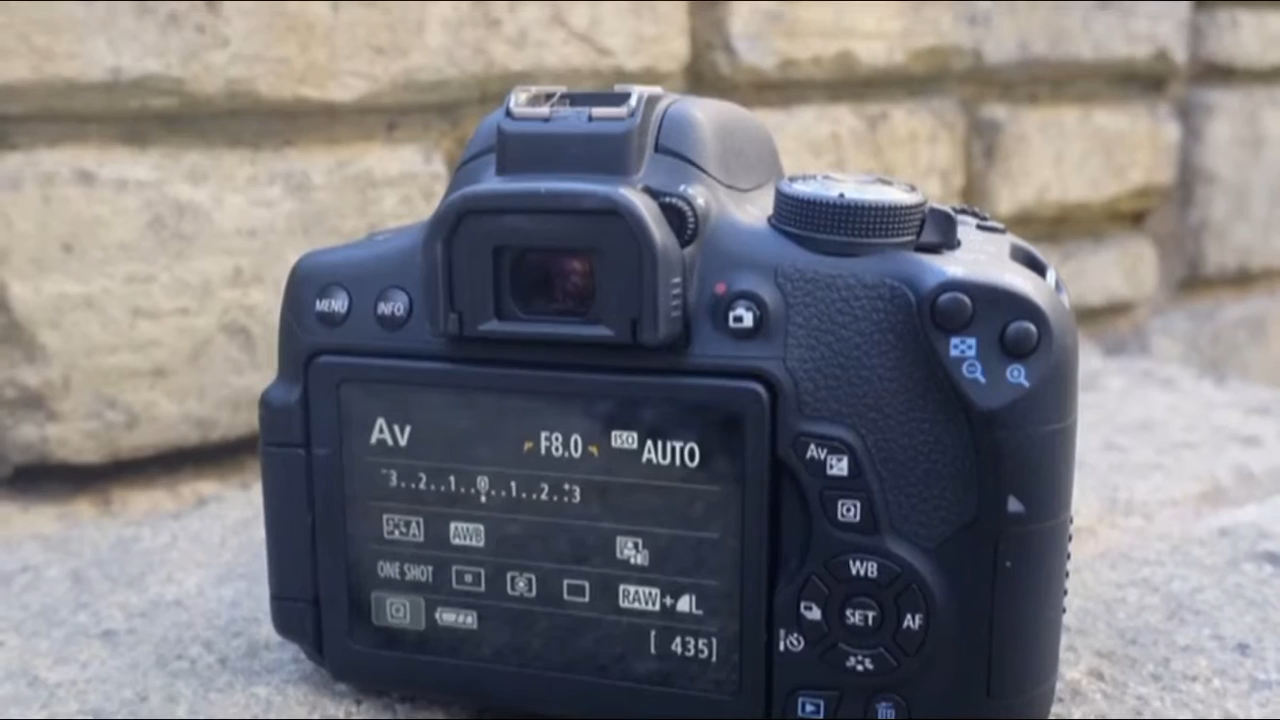 MENU INFO.
Av F8.0 ISO AUTO
-3..2..1..0..1..2.+3
A AWB
ONE SHOT RAW+L
Q
[ 435]
Av
Q
WB
SET
AF